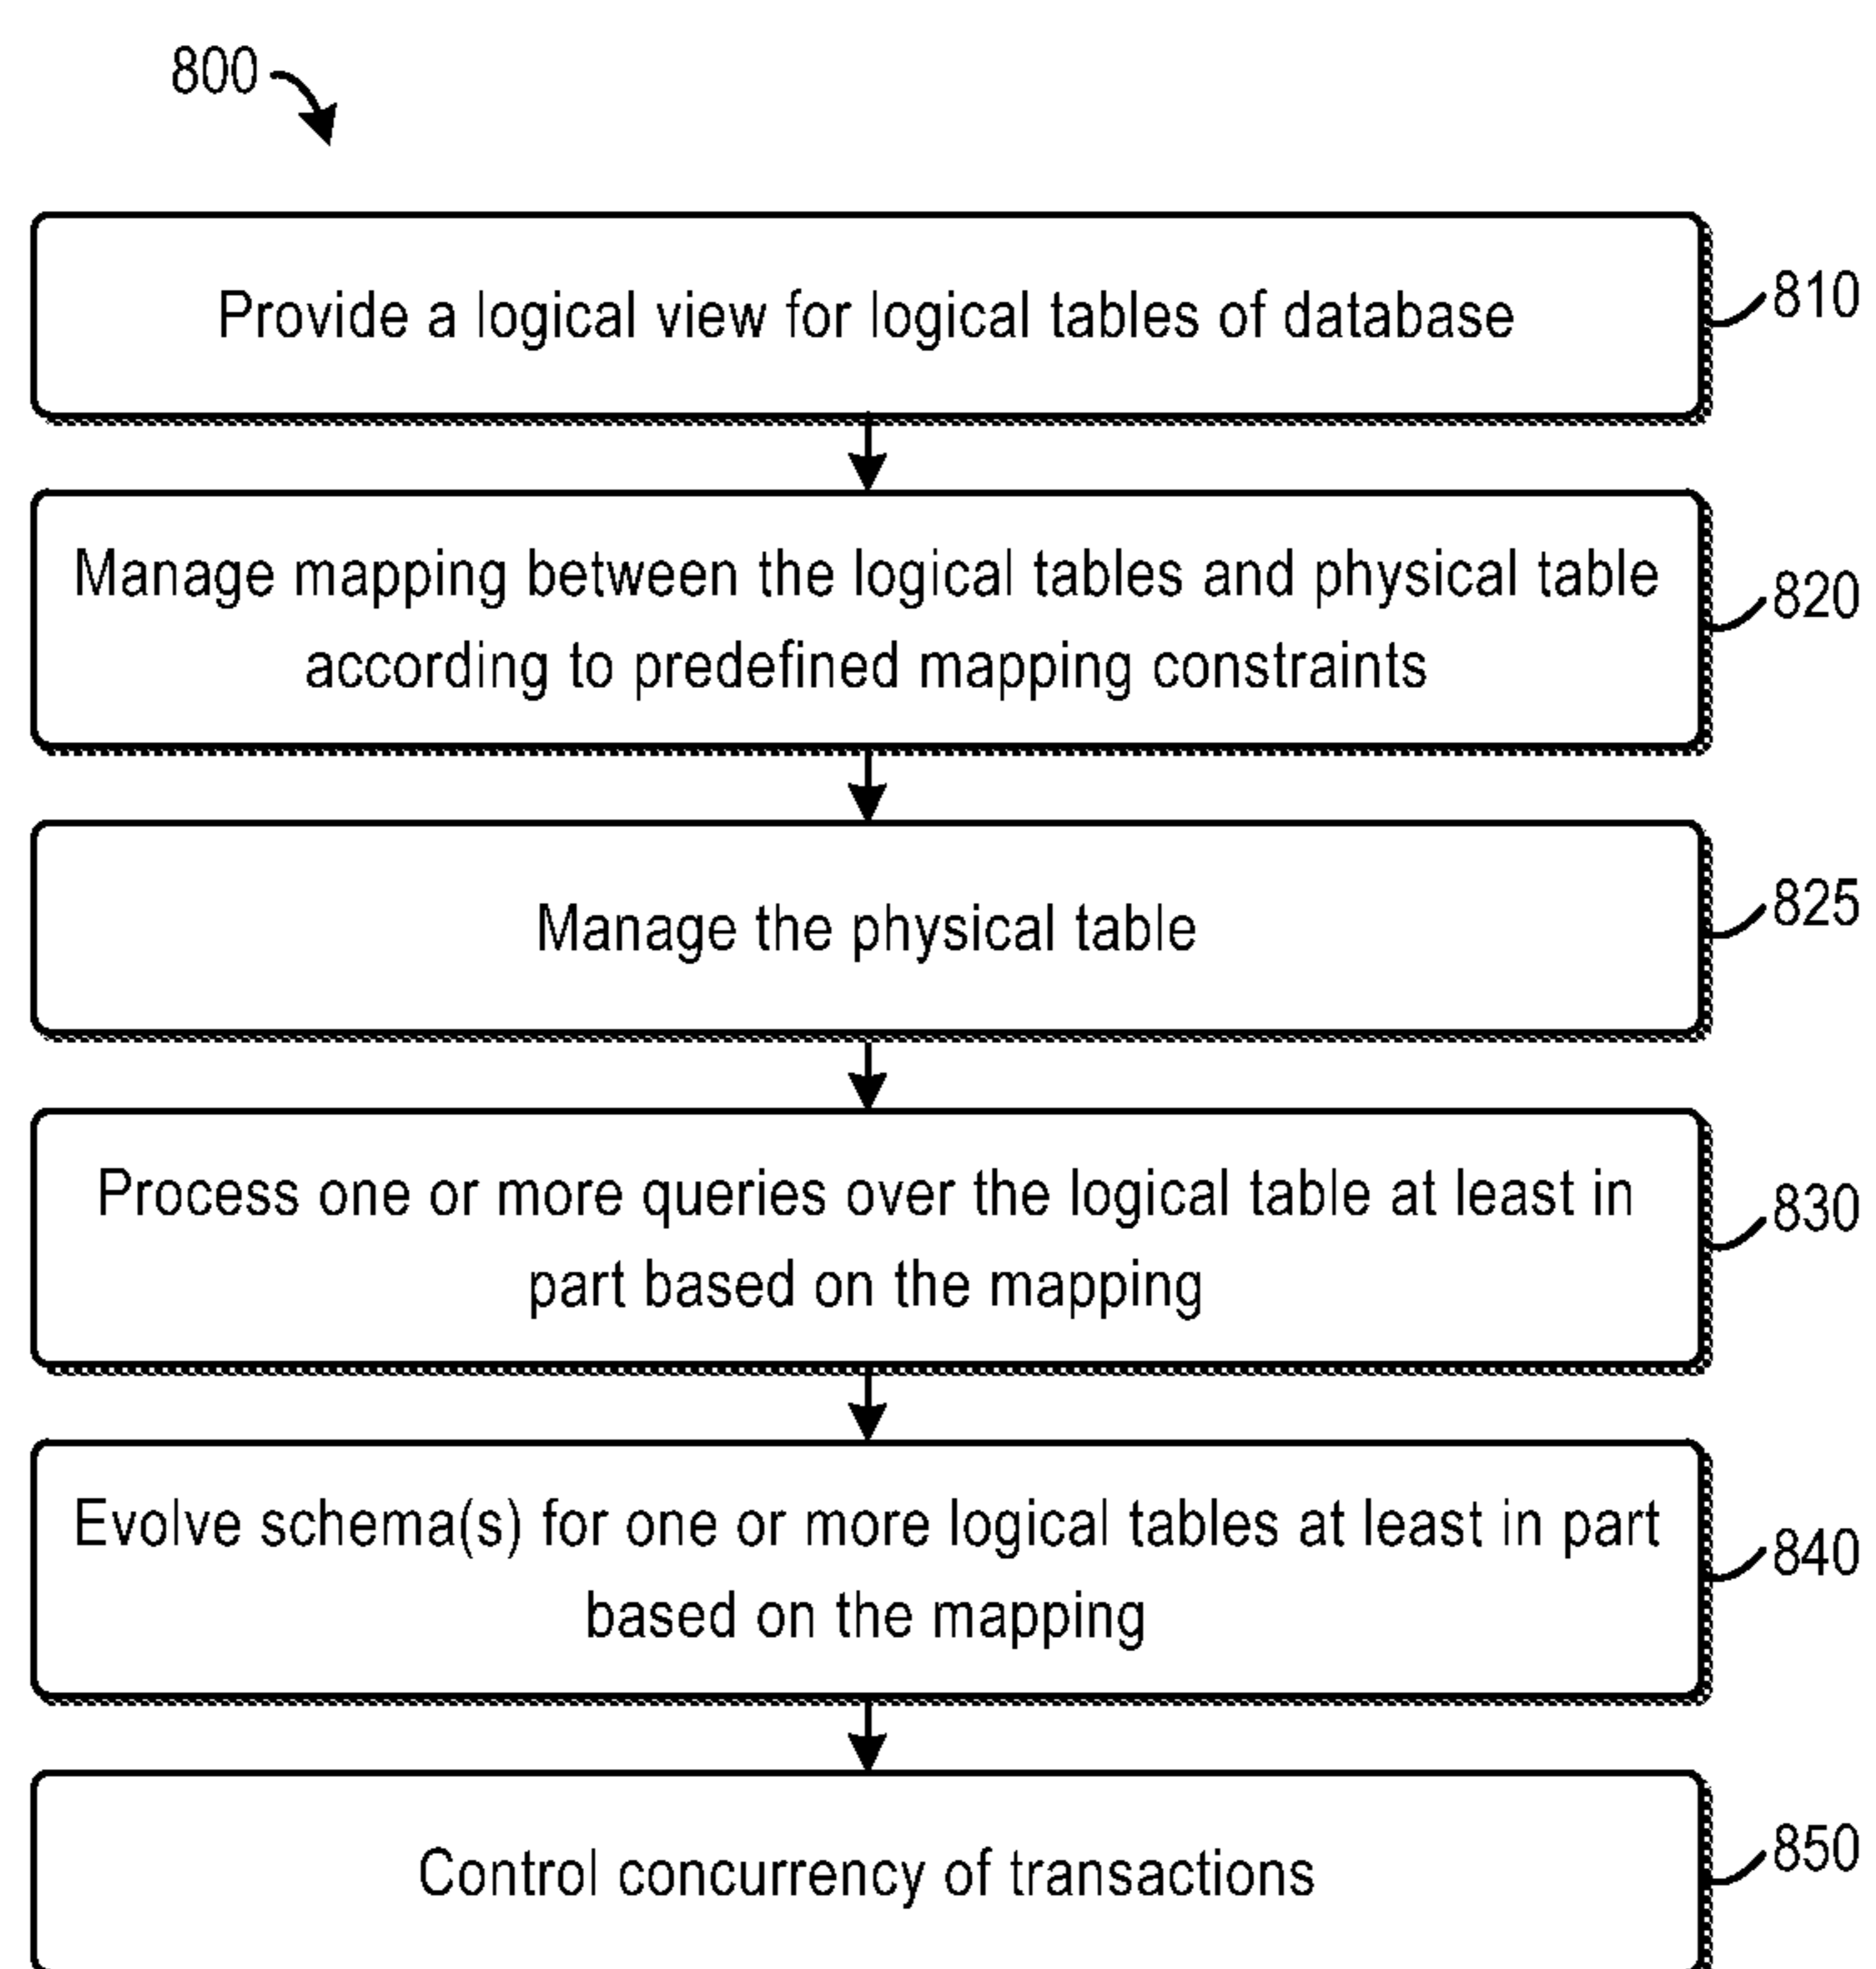 800
Provide a logical view for logical tables of database
810
Manage mapping between the logical tables and physical table
according to predefined mapping constraints
820
Manage the physical table
825
Process one or more queries over the logical table at least in
part based on the mapping
830
Evolve schema(s) for one or more logical tables at least in part
based on the mapping
840
Control concurrency of transactions
850